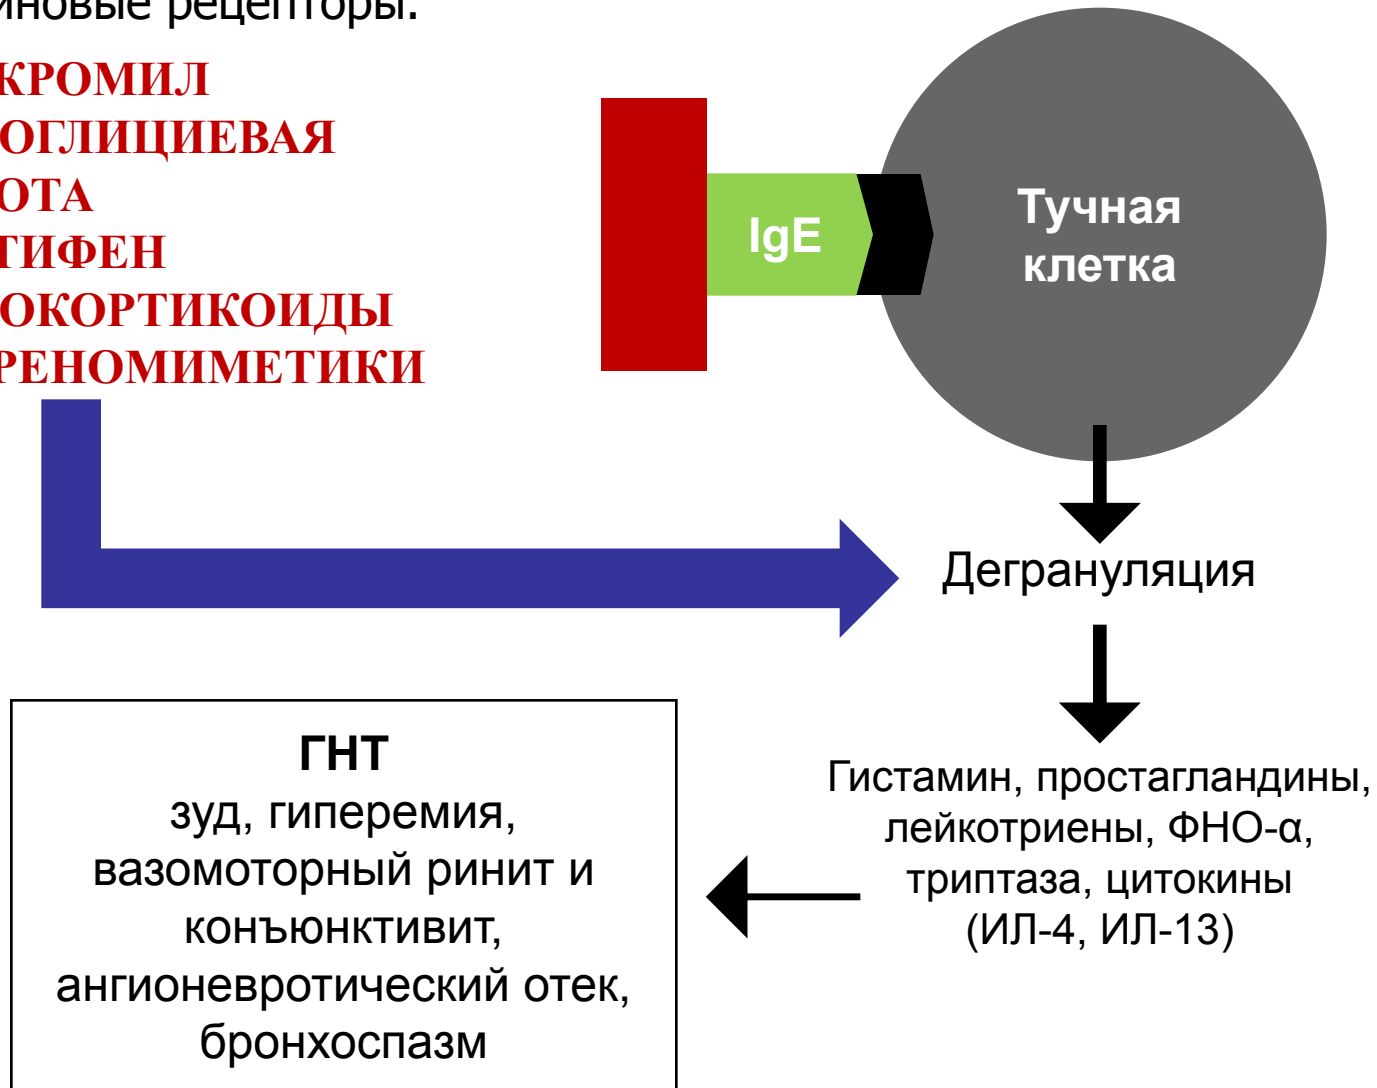 иновые рецепторы.
КРОМИЛ
ОГЛИЦИЕВАЯ
ОТА
ТИФЕН
ОКОРТИКОИДЫ
РЕНОМИМЕТИКИ
IgE
Тучная
клетка
Дегрануляция
Гистамин, простагландины,
лейкотриены, ФНО-α,
триптаза, цитокины
(ИЛ-4, ИЛ-13)
ГНТ
зуд, гиперемия,
вазомоторный ринит и
конъюнктивит,
ангионевротический отек,
бронхоспазм